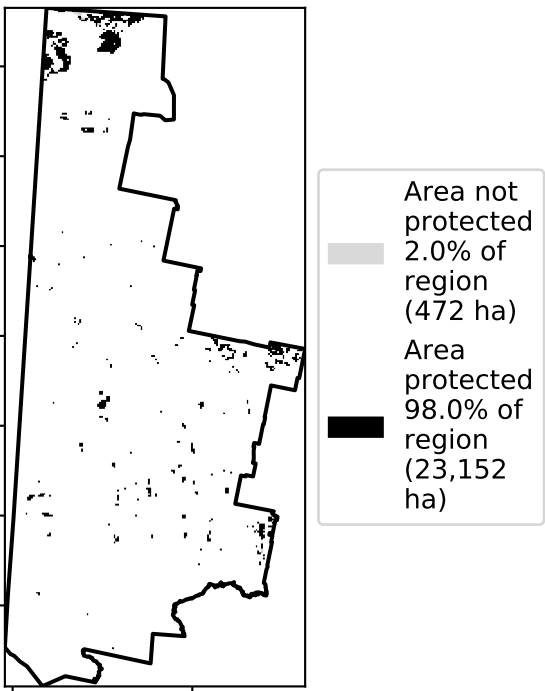 Area not
protected
2.0% of
region
(472 ha)
Area
protected
98.0% of
region
(23,152
ha)